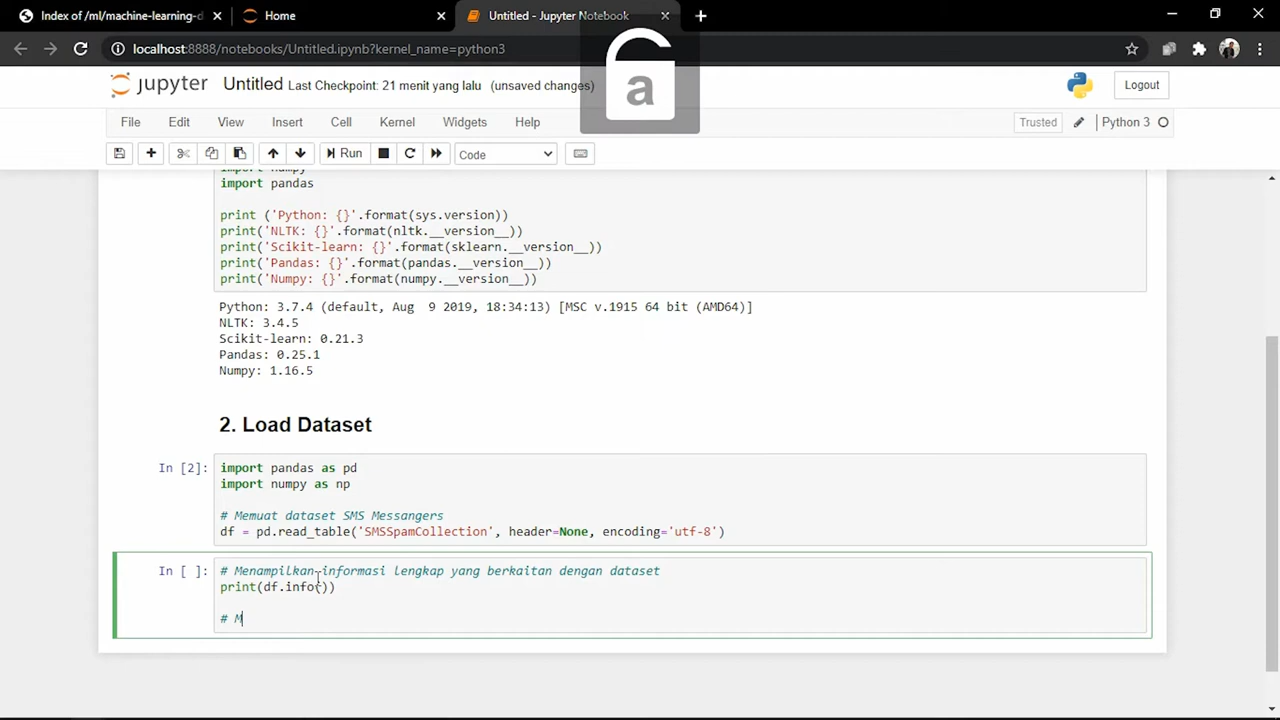 Index of /ml/machine-learning-d
Home
Untitled - Jupyter Notebook
localhost:8888/notebooks/Untitled.ipynb?kernel_name=python3
a
jupyter Untitled Last Checkpoint: 21 menit yang lalu (unsaved changes)
Logout
File Edit View Insert Cell Kernel Widgets Help
Trusted
Python 3
Run
Code
import numpy
import pandas
print ('Python: {}'.format(sys.version))
print('NLTK: {}'.format(nltk.__version__))
print('Scikit-learn: {}'.format(sklearn.__version__))
print('Pandas: {}'.format(pandas.__version__))
print('Numpy: {}'.format(numpy.__version__))
Python: 3.7.4 (default, Aug  9 2019, 18:34:13) [MSC v.1915 64 bit (AMD64)]
NLTK: 3.4.5
Scikit-learn: 0.21.3
Pandas: 0.25.1
Numpy: 1.16.5
2. Load Dataset
In [2]:
import pandas as pd
import numpy as np
# Memuat dataset SMS Messangers
df = pd.read_table('SMSSpamCollection', header=None, encoding='utf-8')
In [ ]:
# Menampilkan informasi lengkap yang berkaitan dengan dataset
print(df.info())
# M